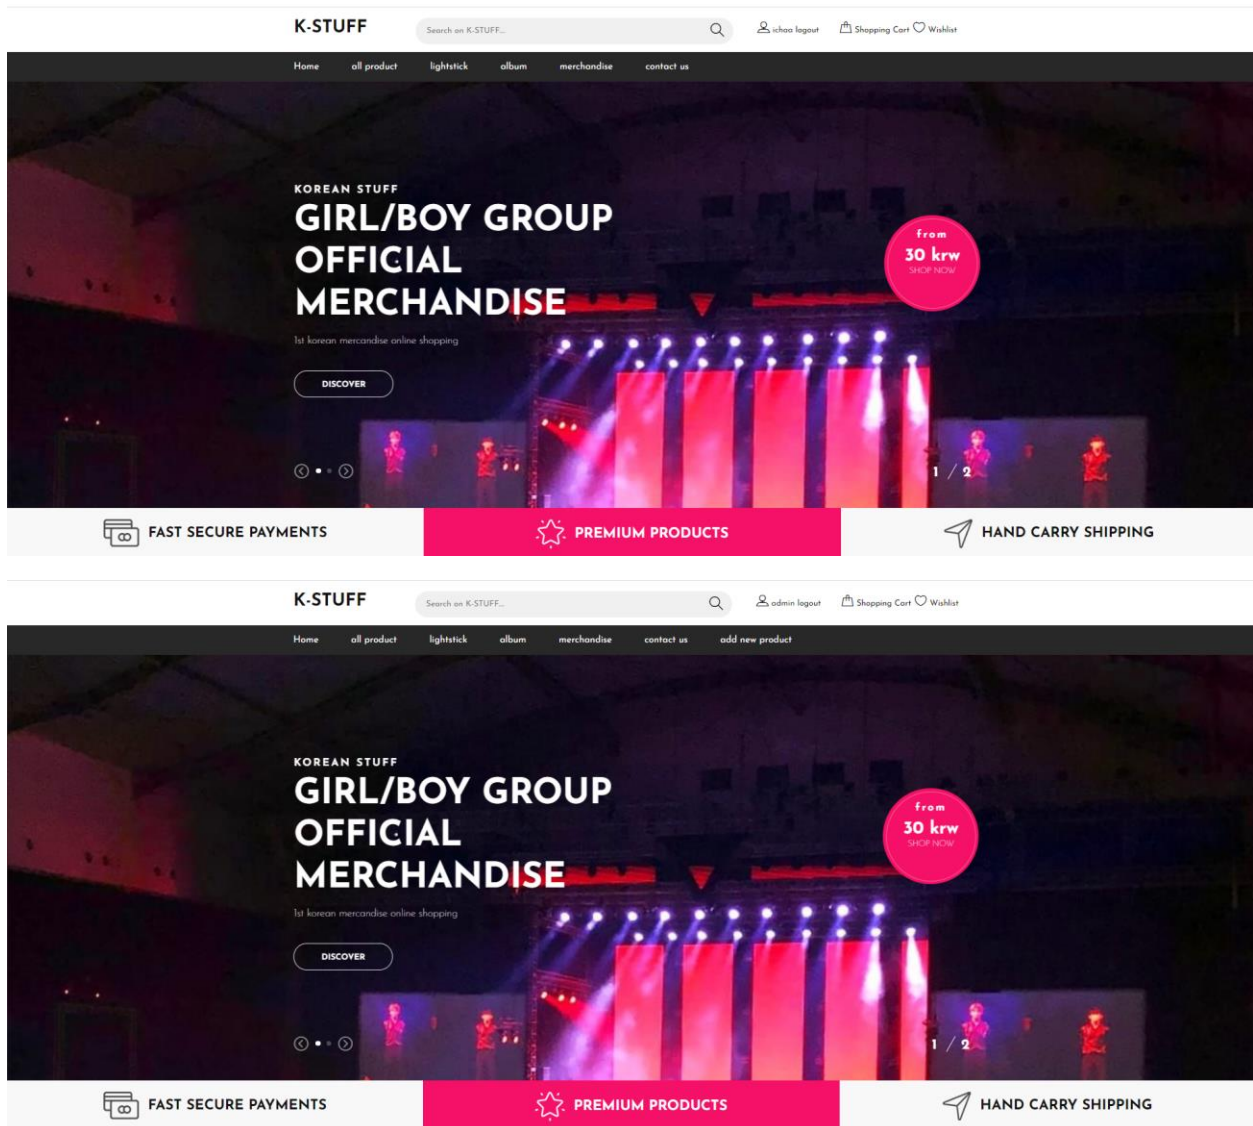 K-STUFF
Search on K-STUFF...
ichaa logout Shopping Cart Wishlist
Home all product lightstick album merchandise contact us
KOREAN STUFF
GIRL/BOY GROUP
OFFICIAL
MERCHANDISE
from
30 krw
SHOP NOW
1st korean mercandise online shopping
DISCOVER
1 / 2
FAST SECURE PAYMENTS
PREMIUM PRODUCTS
HAND CARRY SHIPPING
K-STUFF
Search on K-STUFF...
admin logout Shopping Cart Wishlist
Home all product lightstick album merchandise contact us add new product
KOREAN STUFF
GIRL/BOY GROUP
OFFICIAL
MERCHANDISE
from
30 krw
SHOP NOW
1st korean mercandise online shopping
DISCOVER
1 / 2
FAST SECURE PAYMENTS
PREMIUM PRODUCTS
HAND CARRY SHIPPING